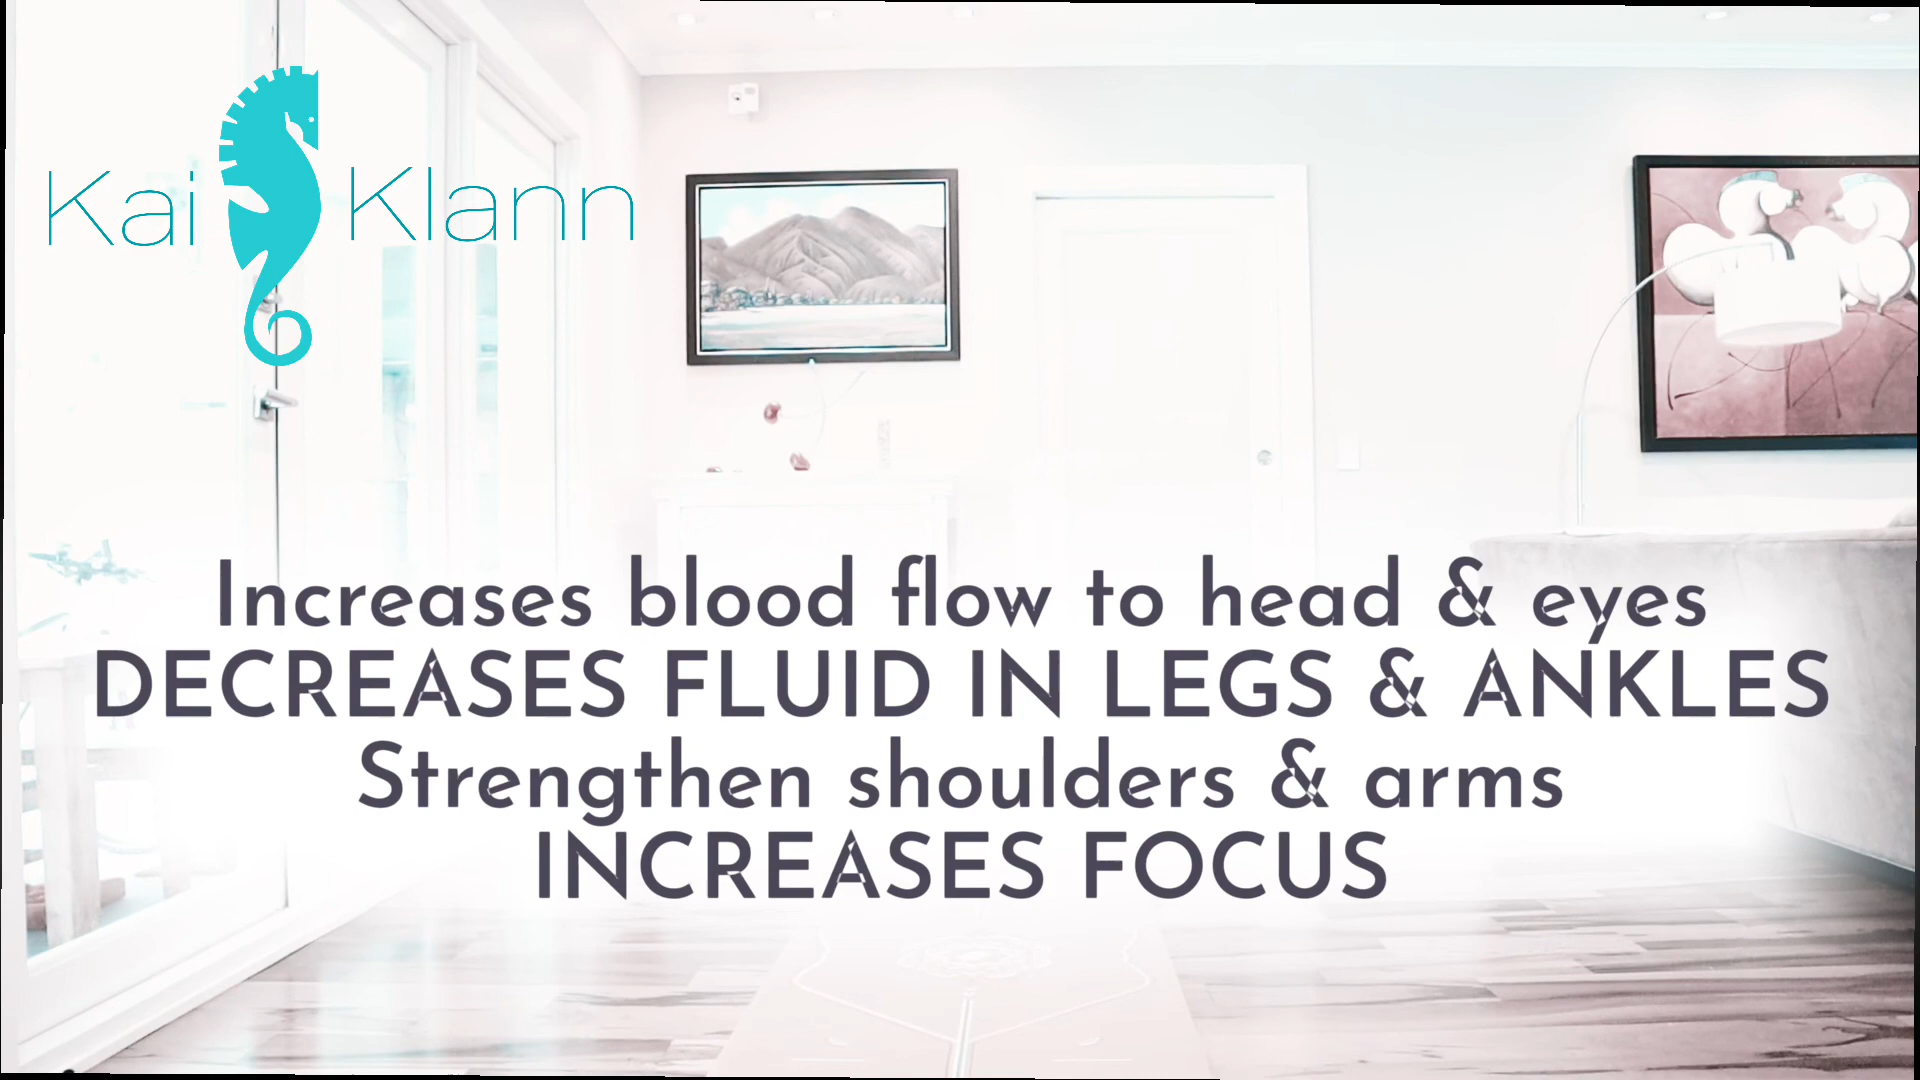 Kai Klann
Increases blood flow to head & eyes
DECREASES FLUID IN LEGS & ANKLES
Strengthen shoulders & arms
INCREASES FOCUS